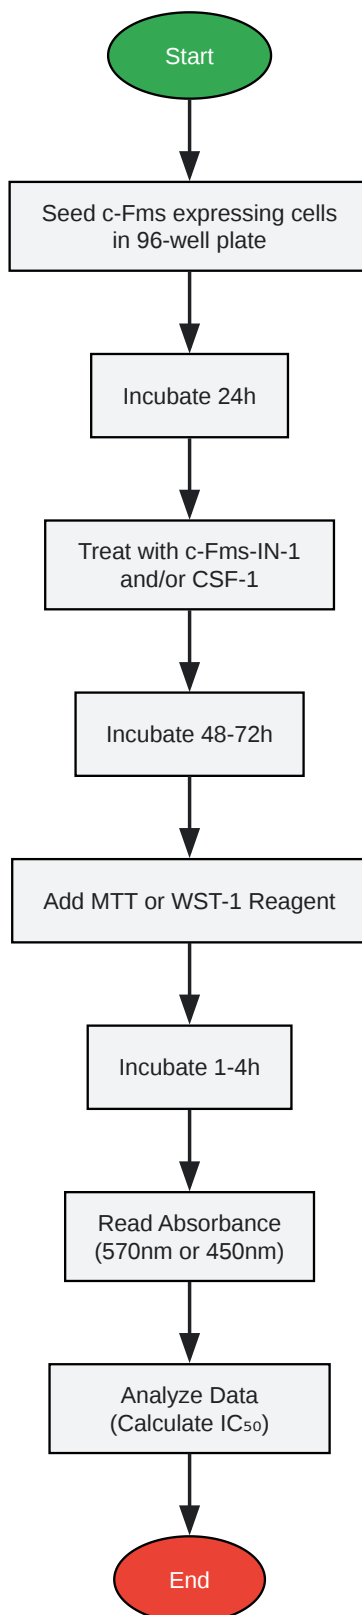 Start
Seed c-Fms expressing cells
in 96-well plate
Incubate 24h
Treat with c-Fms-IN-1
and/or CSF-1
Incubate 48-72h
Add MTT or WST-1 Reagent
Incubate 1-4h
Read Absorbance
(570nm or 450nm)
Analyze Data
(Calculate IC₅₀)
End